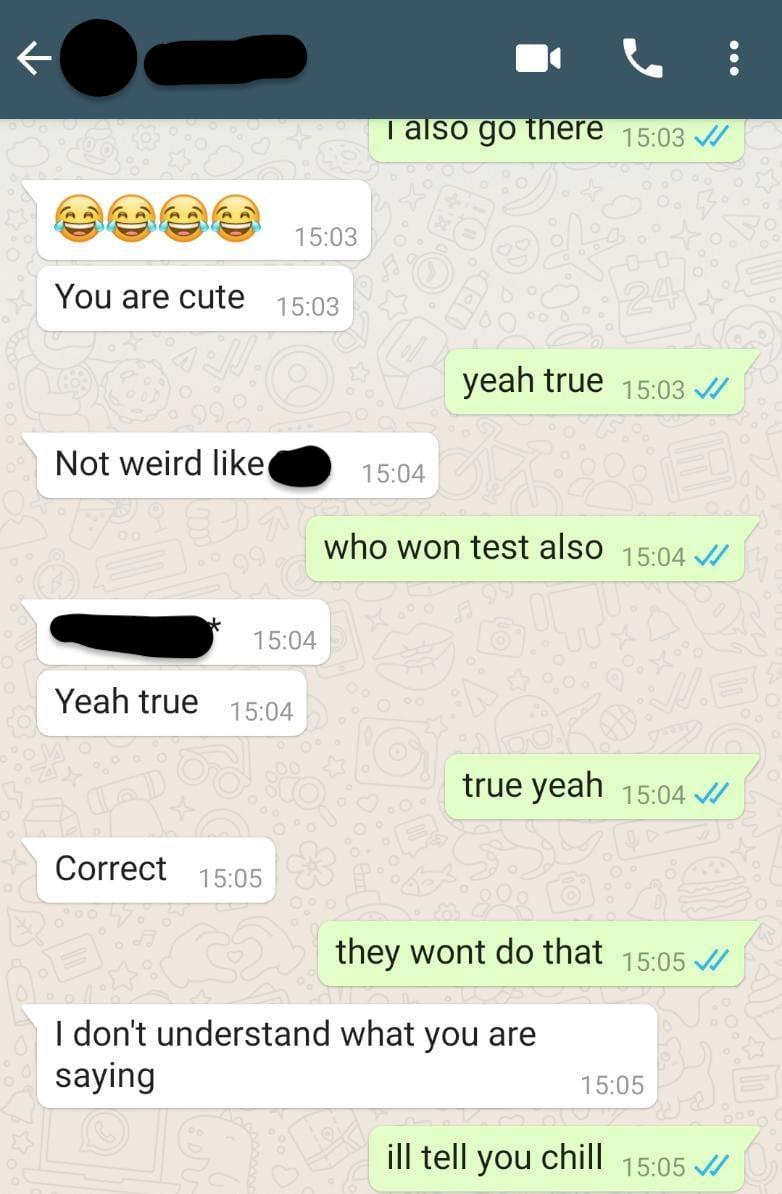 i also go there 15:03
😂😂😂😂 15:03
You are cute 15:03
yeah true 15:03
Not weird like 15:04
who won test also 15:04
* 15:04
Yeah true 15:04
true yeah 15:04
Correct 15:05
they wont do that 15:05
I don't understand what you are
saying 15:05
ill tell you chill 15:05